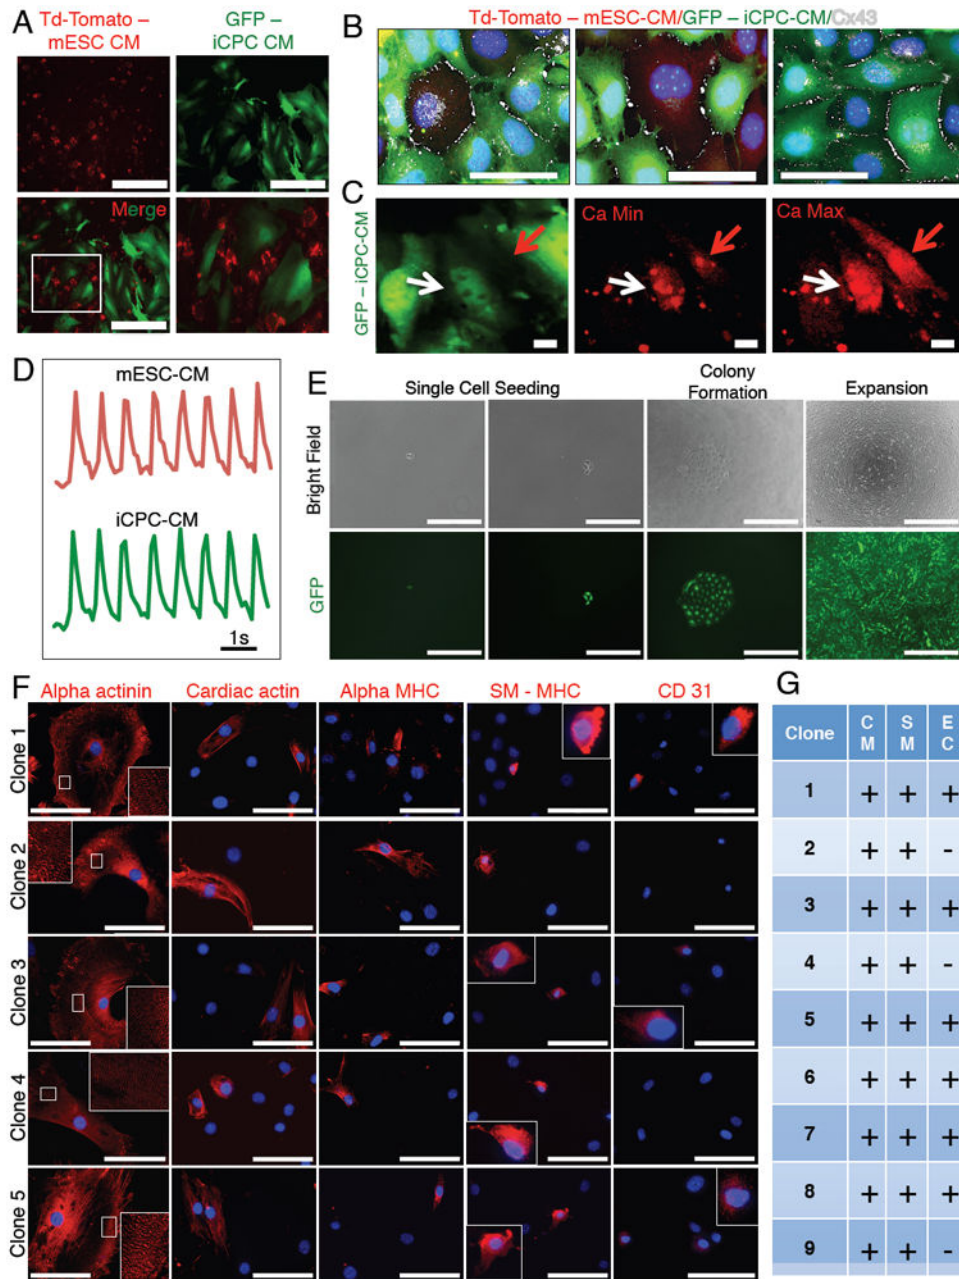 A
Td-Tomato –
mESC CM
GFP –
iCPC CM
Merge
B
Td-Tomato – mESC-CM/GFP – iCPC-CM/Cx43
C
GFP – iCPC-CM
Ca Min
Ca Max
D
mESC-CM
iCPC-CM
1s
E
Single Cell Seeding
Colony
Formation
Expansion
Bright Field
GFP
F
Alpha actinin
Cardiac actin
Alpha MHC
SM - MHC
CD 31
Clone 1
Clone 2
Clone 3
Clone 4
Clone 5
G
Clone
C
M
S
M
E
C
1 + + +
2 + + -
3 + + +
4 + + -
5 + + +
6 + + +
7 + + +
8 + + +
9 + + -